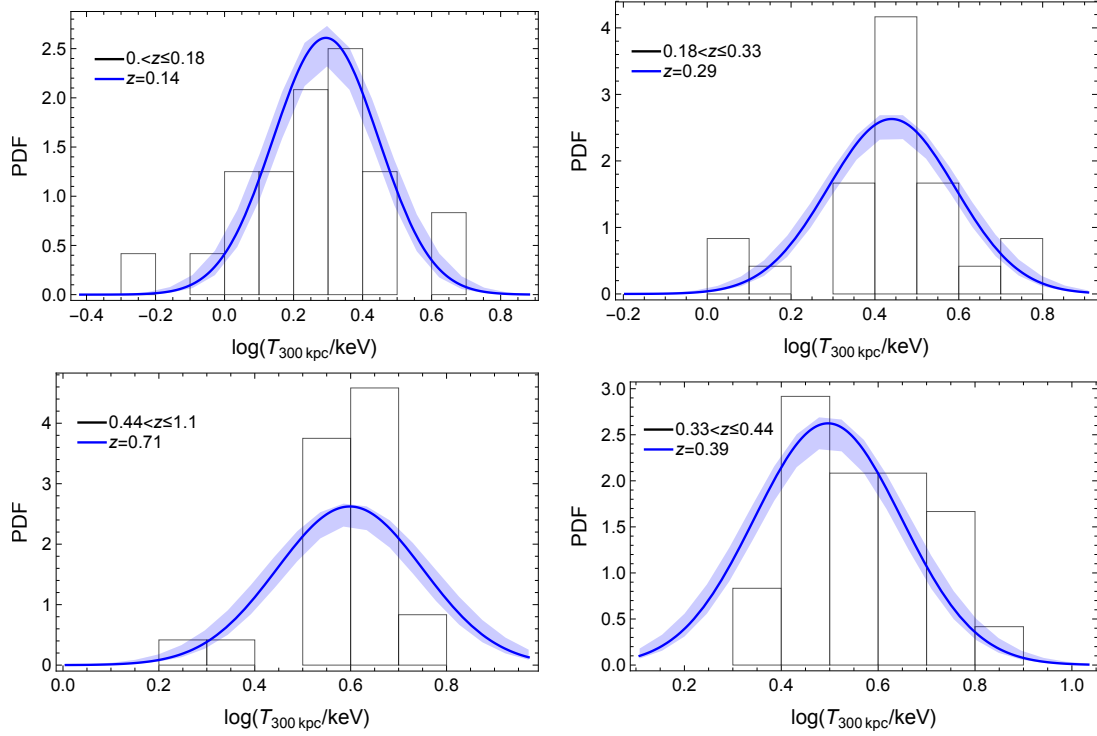 0.<z≤0.18
z=0.14
PDF
2.5
2.0
1.5
1.0
0.5
0.0
−0.4 −0.2 0.0 0.2 0.4 0.6 0.8
log(T300 kpc/keV)
0.18<z≤0.33
z=0.29
PDF
4
3
2
1
0
−0.2 0.0 0.2 0.4 0.6 0.8
log(T300 kpc/keV)
0.44<z≤1.1
z=0.71
PDF
4
3
2
1
0
0.0 0.2 0.4 0.6 0.8
log(T300 kpc/keV)
0.33<z≤0.44
z=0.39
PDF
3.0
2.5
2.0
1.5
1.0
0.5
0.0
0.2 0.4 0.6 0.8 1.0
log(T300 kpc/keV)